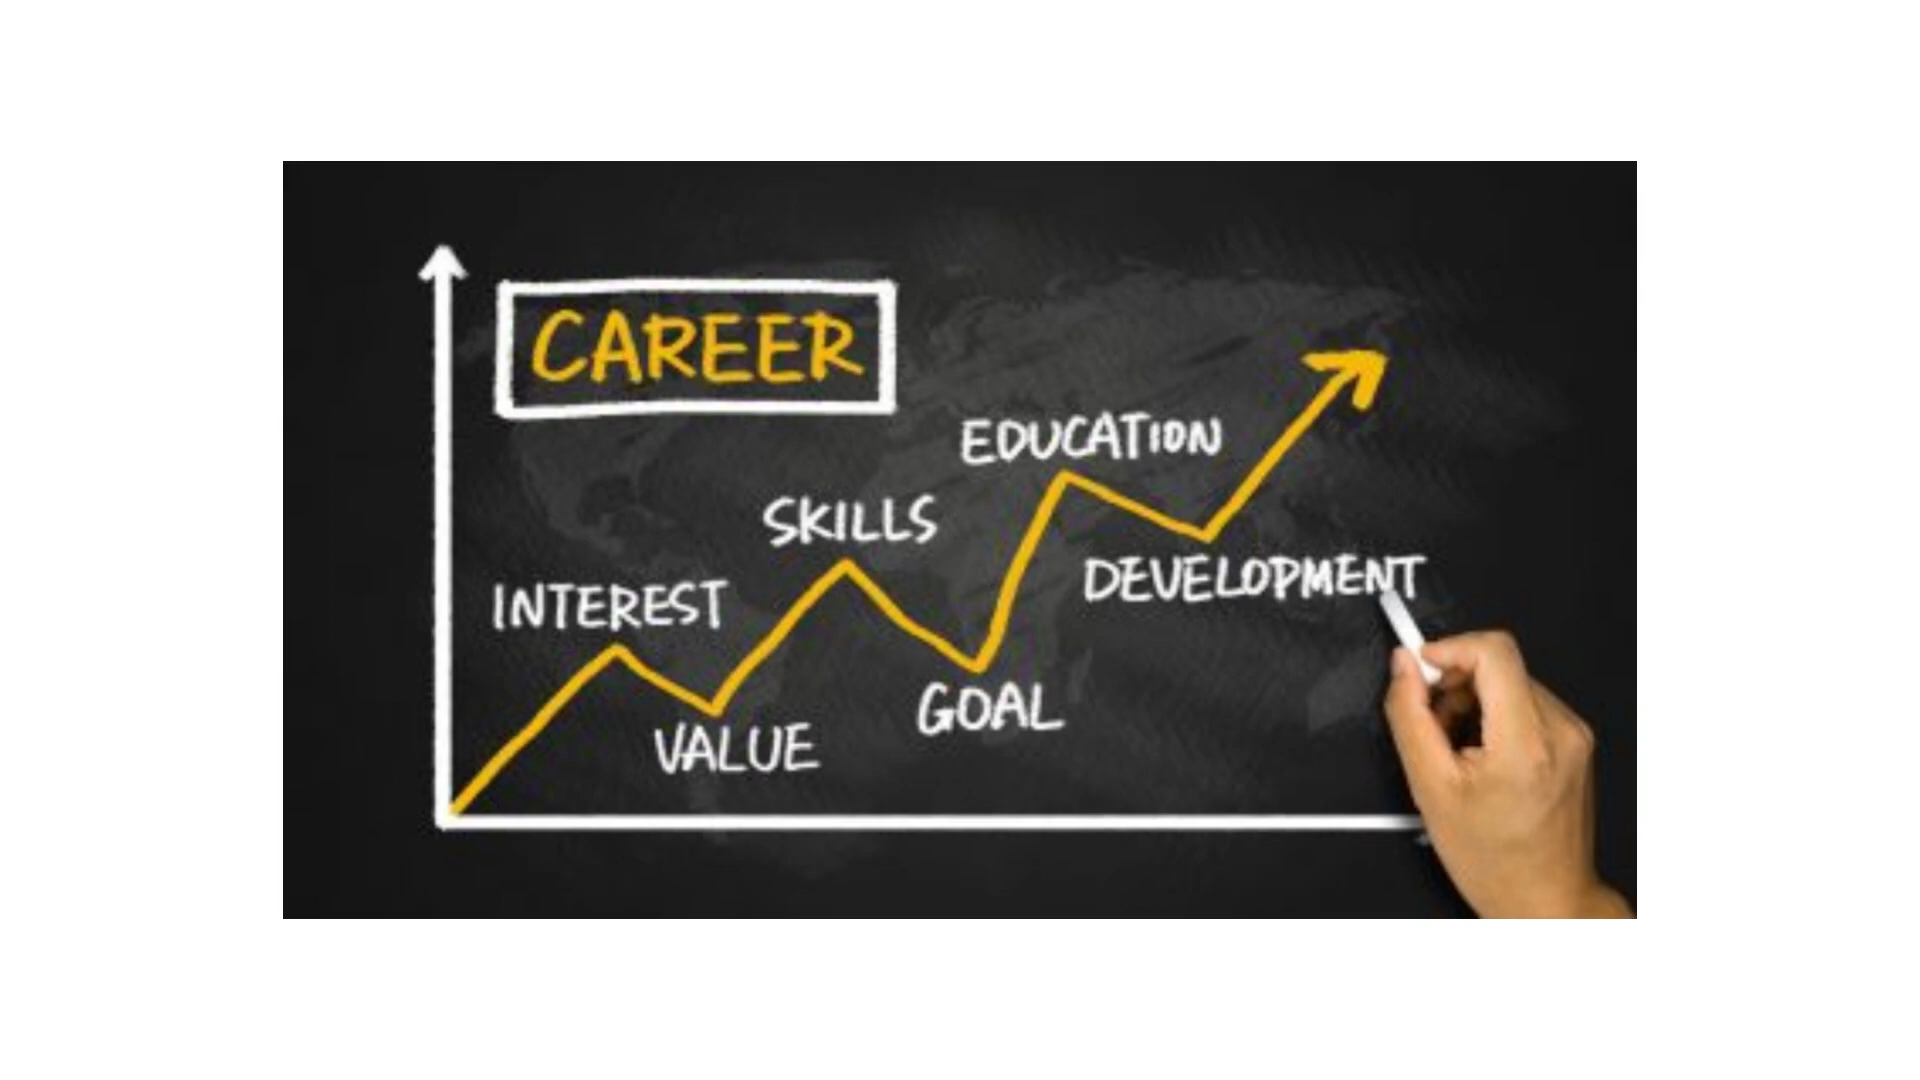 CAREER
EDUCATION
SKILLS
DEVELOPMENT
INTEREST
GOAL
VALUE